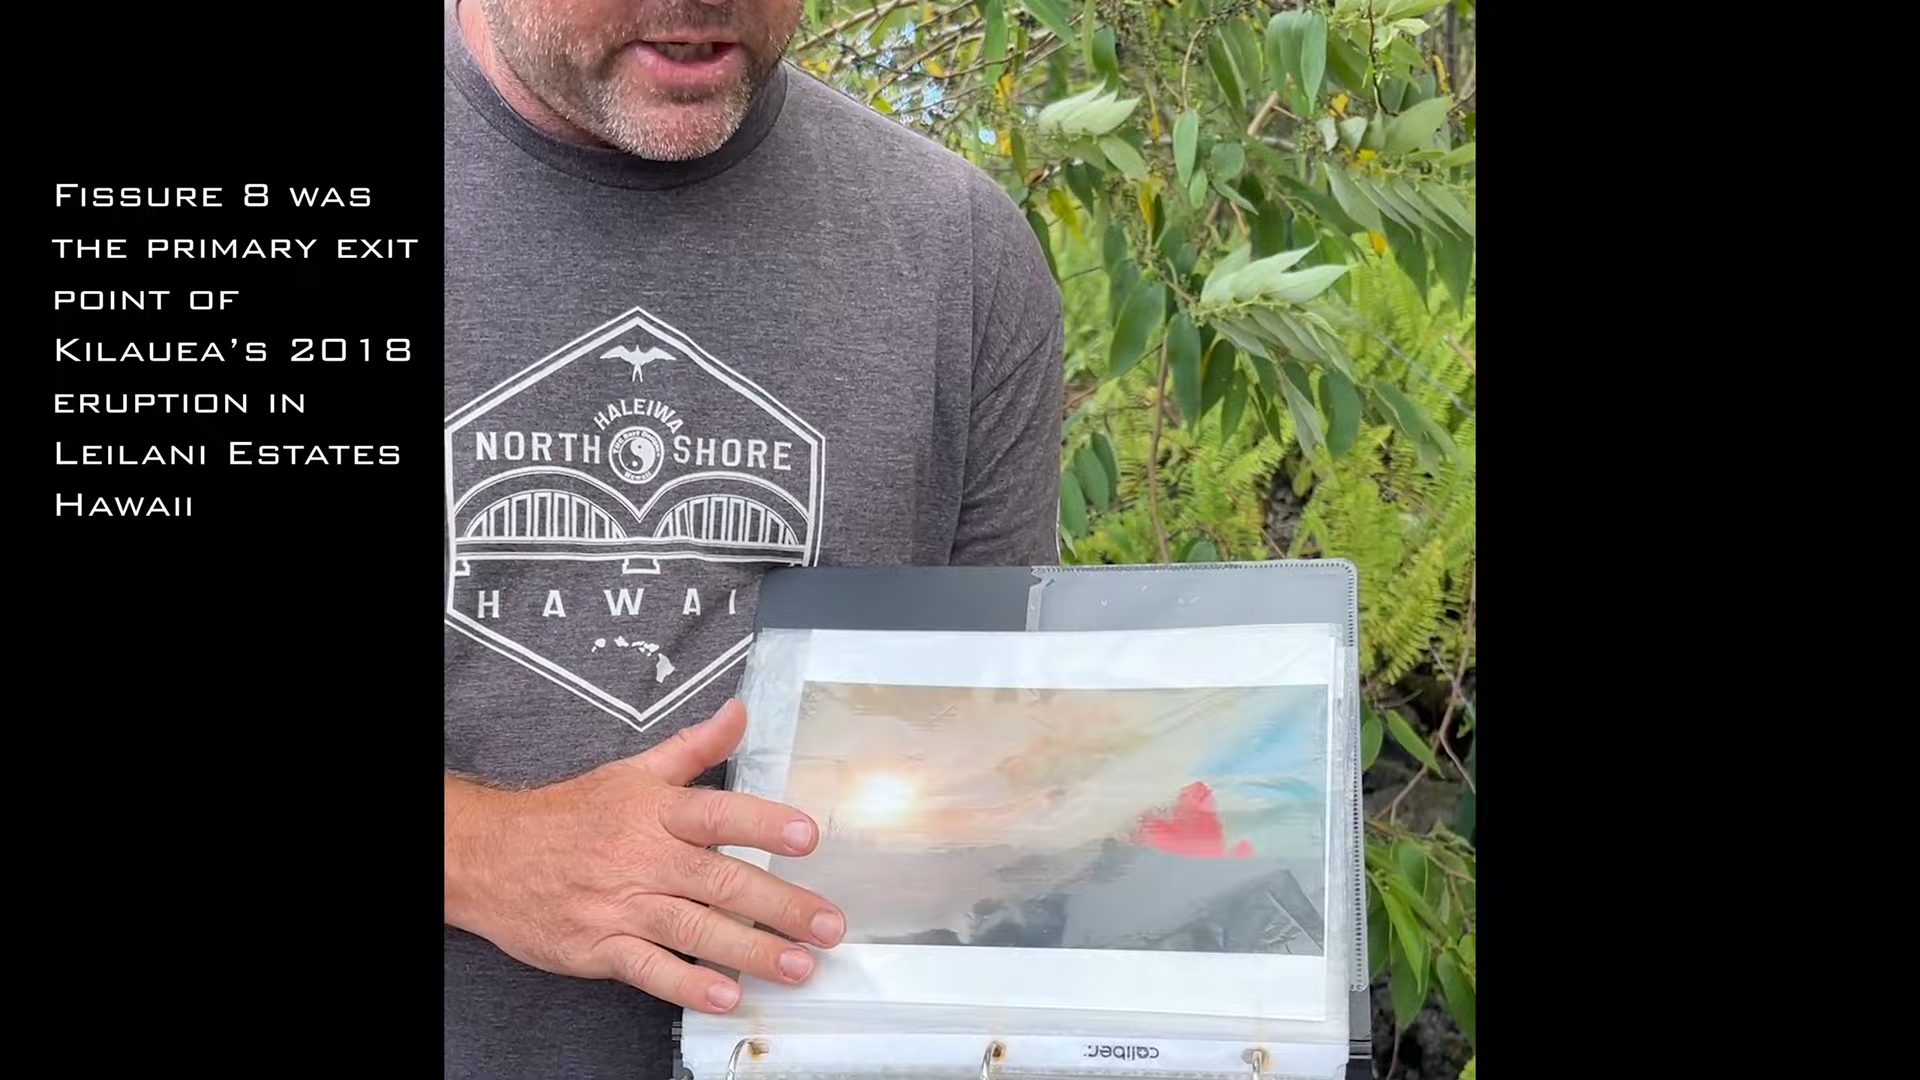 Fissure 8 was
the primary exit
point of
Kilauea's 2018
eruption in
Leilani Estates
Hawaii
HALEIWA
NORTH SHORE
Hawaii
HAWAI
caliber.